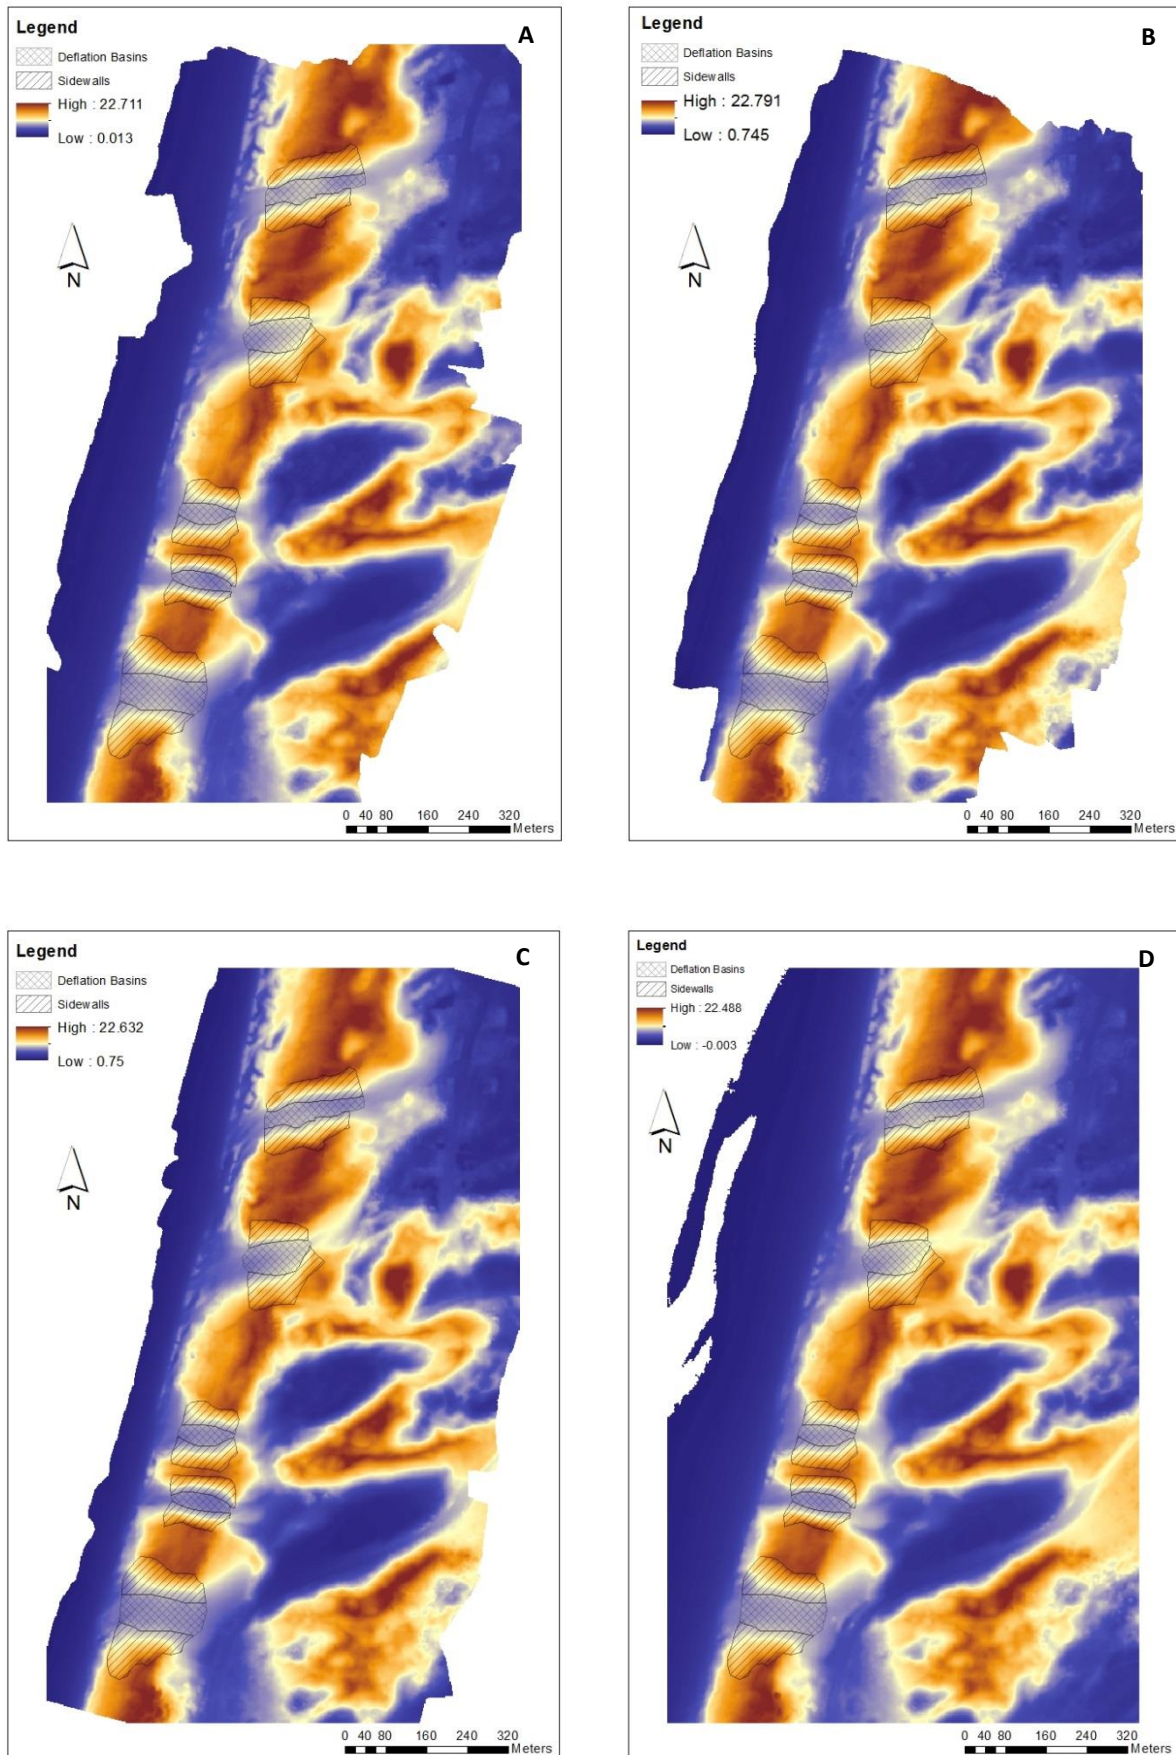 Legend
A
Deflation Basins
Sidewalls
High : 22.711
Low : 0.013
N
0 40 80 160 240 320
Meters
Legend
B
Deflation Basins
Sidewalls
High : 22.791
Low : 0.745
N
0 40 80 160 240 320
Meters
Legend
C
Deflation Basins
Sidewalls
High : 22.632
Low : 0.75
N
0 40 80 160 240 320
Meters
Legend
D
Deflation Basins
Sidewalls
High : 22.488
Low : -0.003
N
0 40 80 160 240 320
Meters